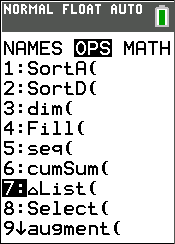 NORMAL FLOAT AUTO
NAMES OPS MATH
1:SortA(
2:SortD(
3:dim(
4:Fill(
5:seq(
6:cumSum(
7:△List(
8:Select(
9↓augment(